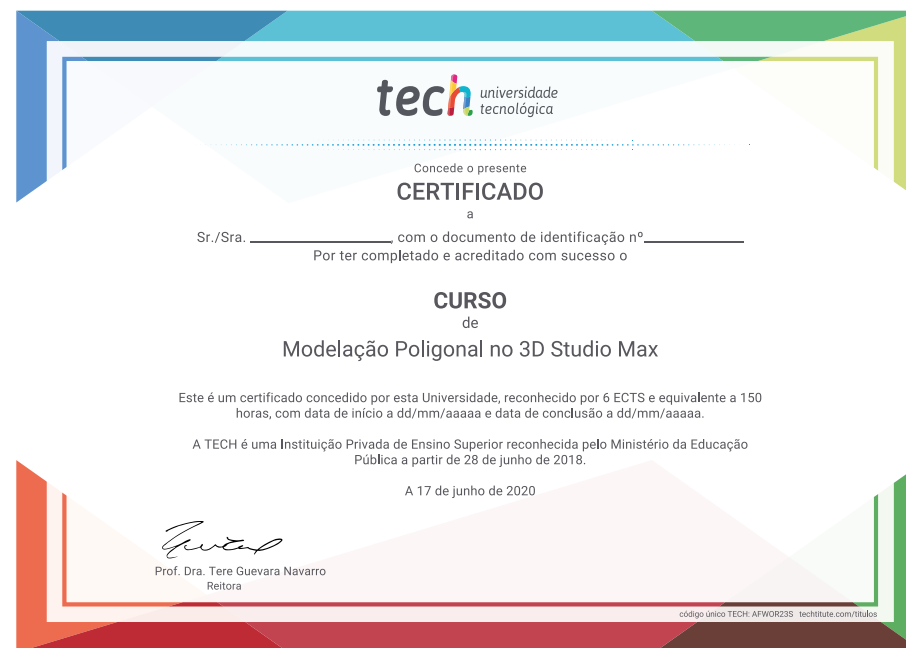 tech universidade
tecnológica
Concede o presente
CERTIFICADO
a
Sr./Sra. ____________________, com o documento de identificação nº______________
Por ter completado e acreditado com sucesso o
CURSO
de
Modelação Poligonal no 3D Studio Max
Este é um certificado concedido por esta Universidade, reconhecido por 6 ECTS e equivalente a 150
horas, com data de início a dd/mm/aaaaa e data de conclusão a dd/mm/aaaaa.
A TECH é uma Instituição Privada de Ensino Superior reconhecida pelo Ministério da Educação
Pública a partir de 28 de junho de 2018.
A 17 de junho de 2020
Prof. Dra. Tere Guevara Navarro
Reitora
código único TECH: AFWOR23S techtitute.com/titulos